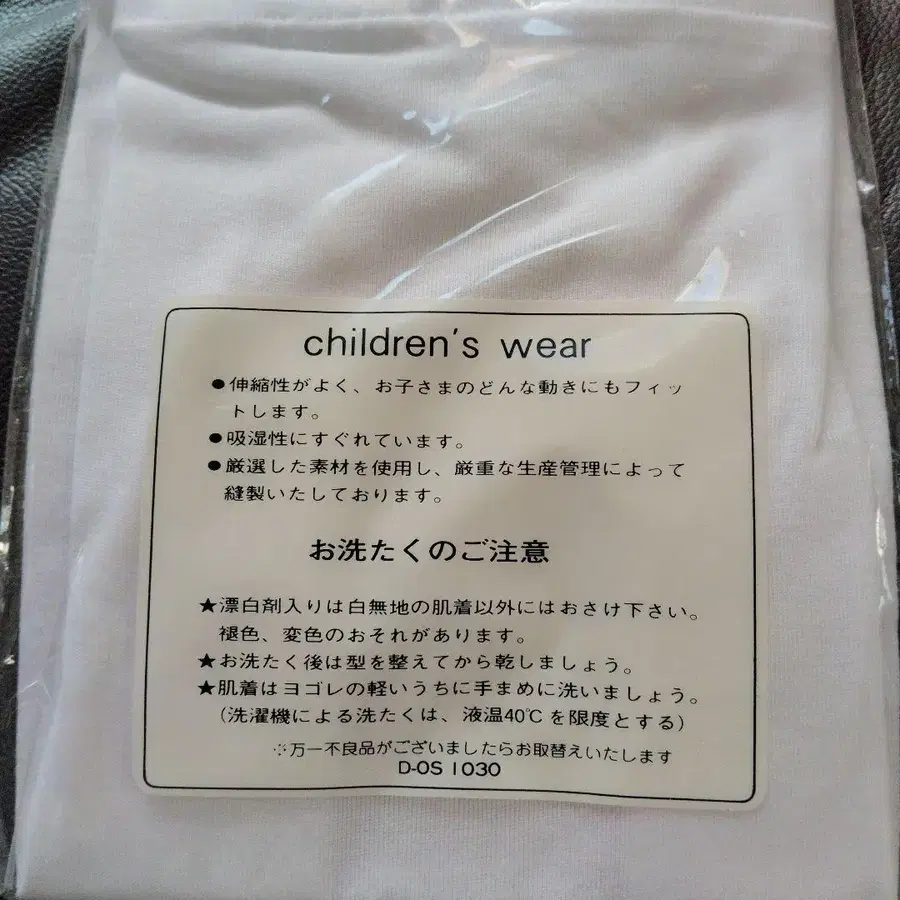 children's wear
●伸縮性がよく、お子さまのどんな動きにもフィッ
トします。
●吸湿性にすぐれています。
●厳選した素材を使用し、厳重な生産管理によって
縫製いたしております。
お洗たくのご注意
★漂白剤入りは白無地の肌着以外にはおさけ下さい。
褪色、変色のおそれがあります。
★お洗たく後は型を整えてから乾しましょう。
★肌着はヨゴレの軽いうちに手まめに洗いましょう。
(洗濯機による洗たくは、液温40℃を限度とする)
※万一不良品がございましたらお取替えいたします
D-OS 1030